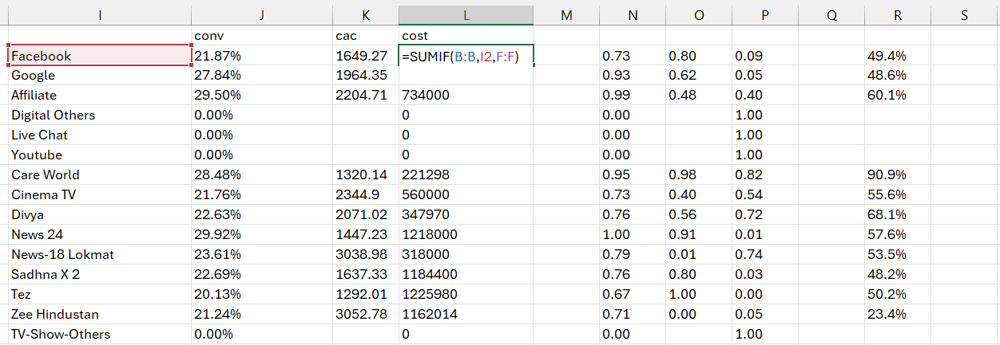 I J K L M N O P Q R S
conv cac cost
Facebook 21.87% 1649.27 =SUMIF(B:B,I2,F:F) 0.73 0.80 0.09 49.4%
Google 27.84% 1964.35 0.93 0.62 0.05 48.6%
Affiliate 29.50% 2204.71 734000 0.99 0.48 0.40 60.1%
Digital Others 0.00% 0 0.00 1.00
Live Chat 0.00% 0 0.00 1.00
Youtube 0.00% 0 0.00 1.00
Care World 28.48% 1320.14 221298 0.95 0.98 0.82 90.9%
Cinema TV 21.76% 2344.9 560000 0.73 0.40 0.54 55.6%
Divya 22.63% 2071.02 347970 0.76 0.56 0.72 68.1%
News 24 29.92% 1447.23 1218000 1.00 0.91 0.01 57.6%
News-18 Lokmat 23.61% 3038.98 318000 0.79 0.01 0.74 53.5%
Sadhna X 2 22.69% 1637.33 1184400 0.76 0.80 0.03 48.2%
Tez 20.13% 1292.01 1225980 0.67 1.00 0.00 50.2%
Zee Hindustan 21.24% 3052.78 1162014 0.71 0.00 0.05 23.4%
TV-Show-Others 0.00% 0 0.00 1.00